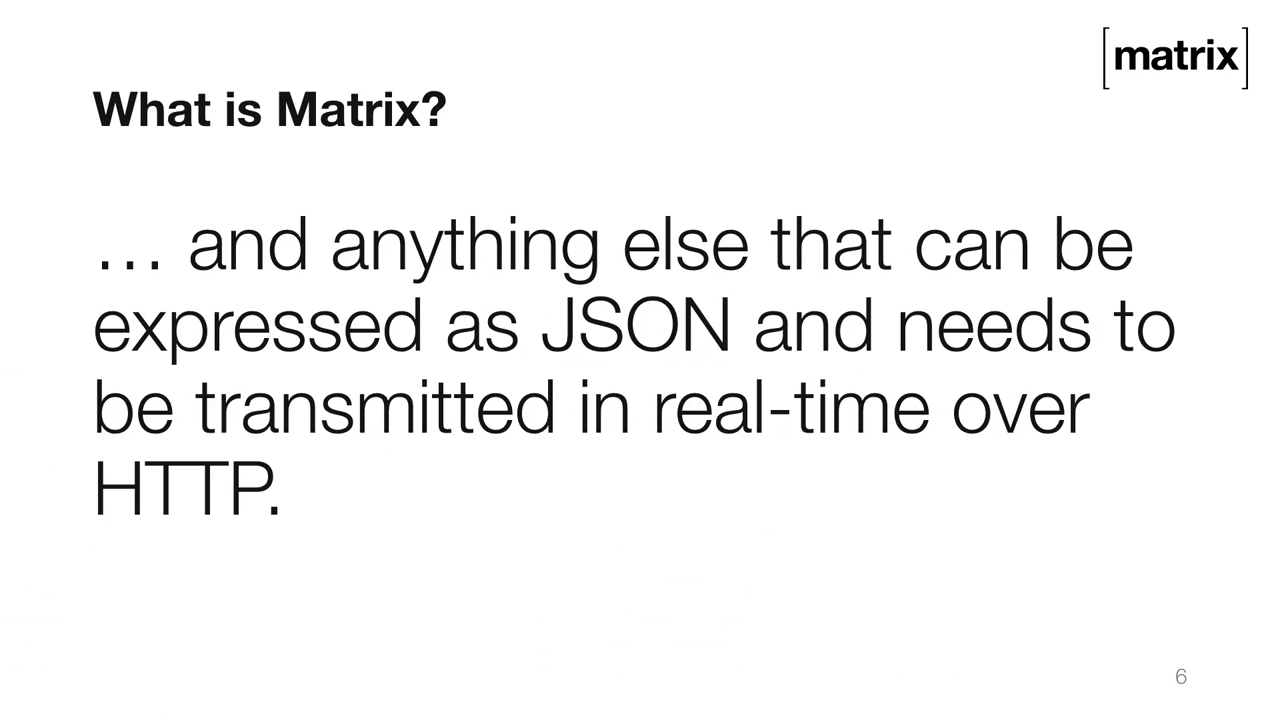 [matrix]
What is Matrix?
… and anything else that can be
expressed as JSON and needs to
be transmitted in real-time over
HTTP.
6